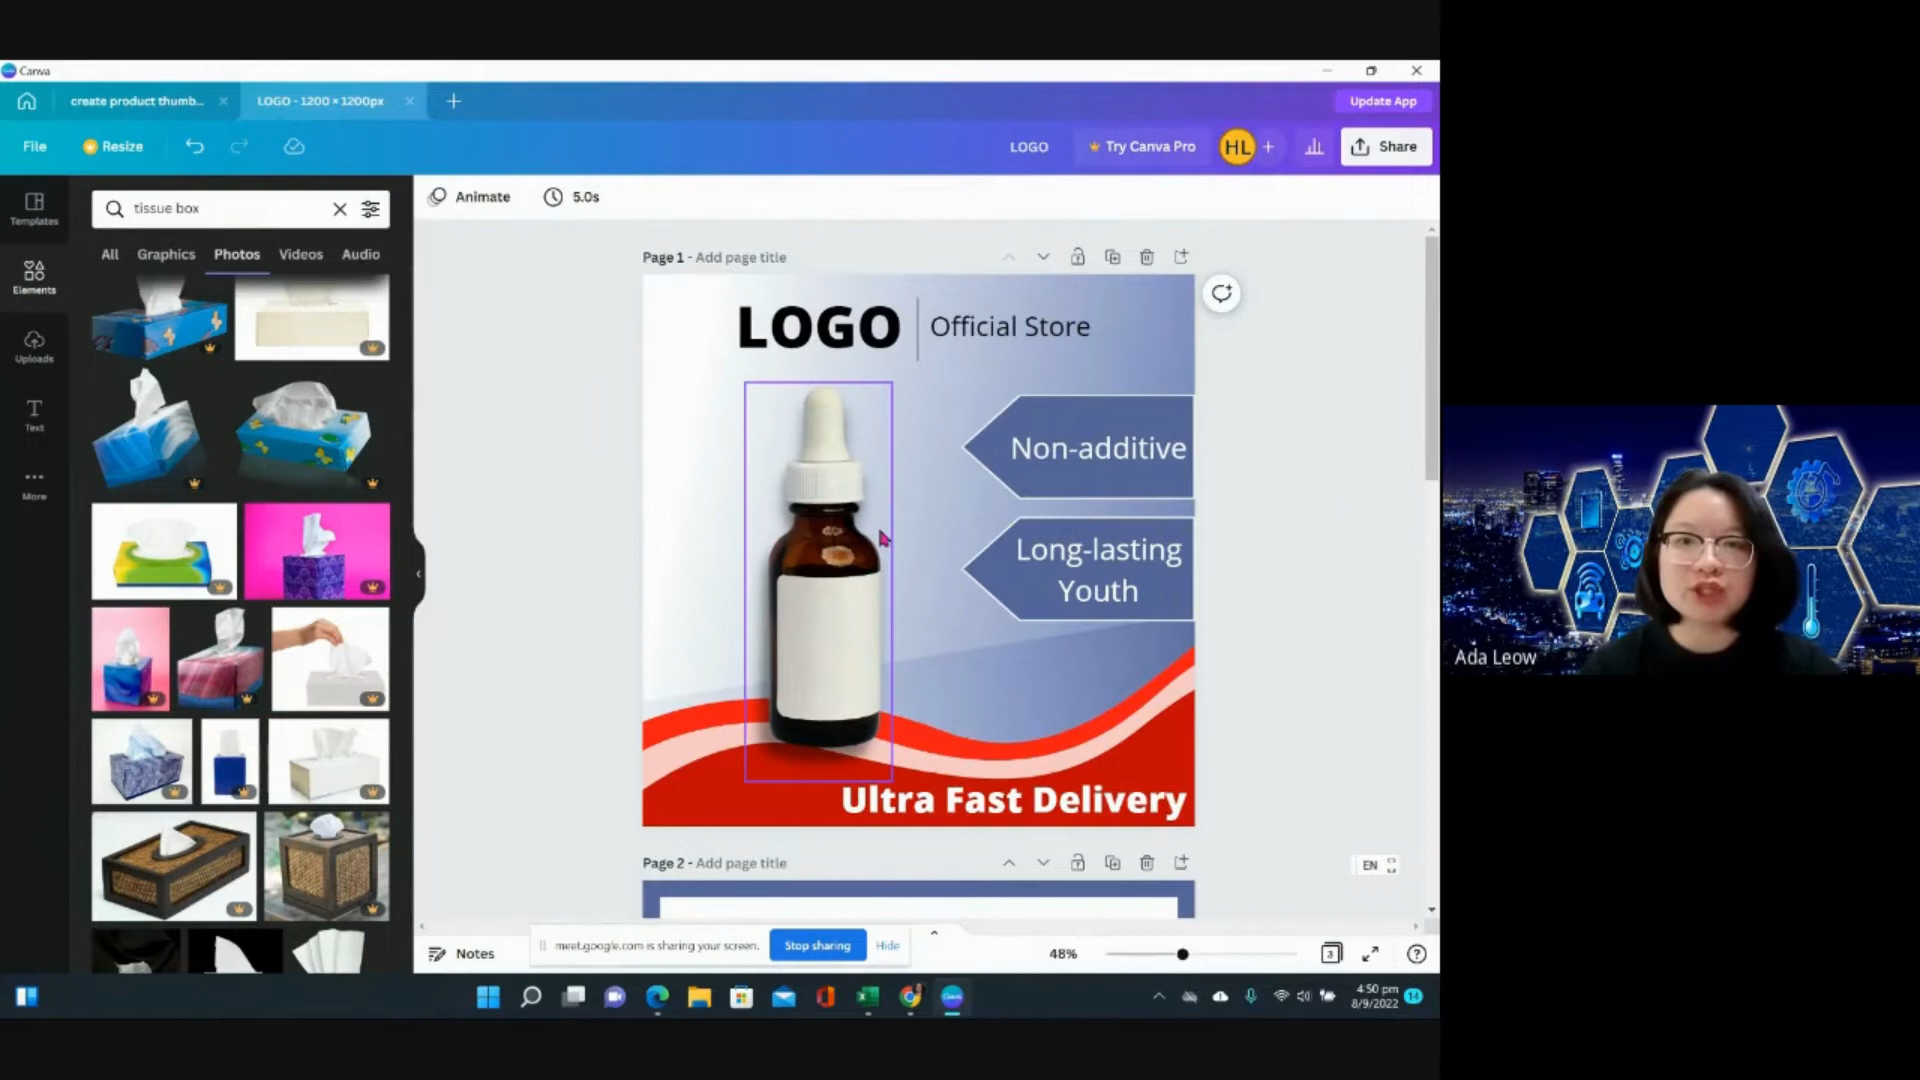 Canva
create product thumb...
LOGO - 1200 × 1200px
Update App
File
Resize
LOGO
Try Canva Pro
HL
Share
Templates
tissue box
Animate
5.0s
All
Graphics
Photos
Videos
Audio
Elements
Uploads
Text
More
Page 1 - Add page title
LOGO
Official Store
Non-additive
Long-lasting
Youth
Ultra Fast Delivery
Page 2 - Add page title
EN
Notes
meet.google.com is sharing your screen.
Stop sharing
Hide
48%
3
4:50 pm
8/9/2022
14
Ada Leow